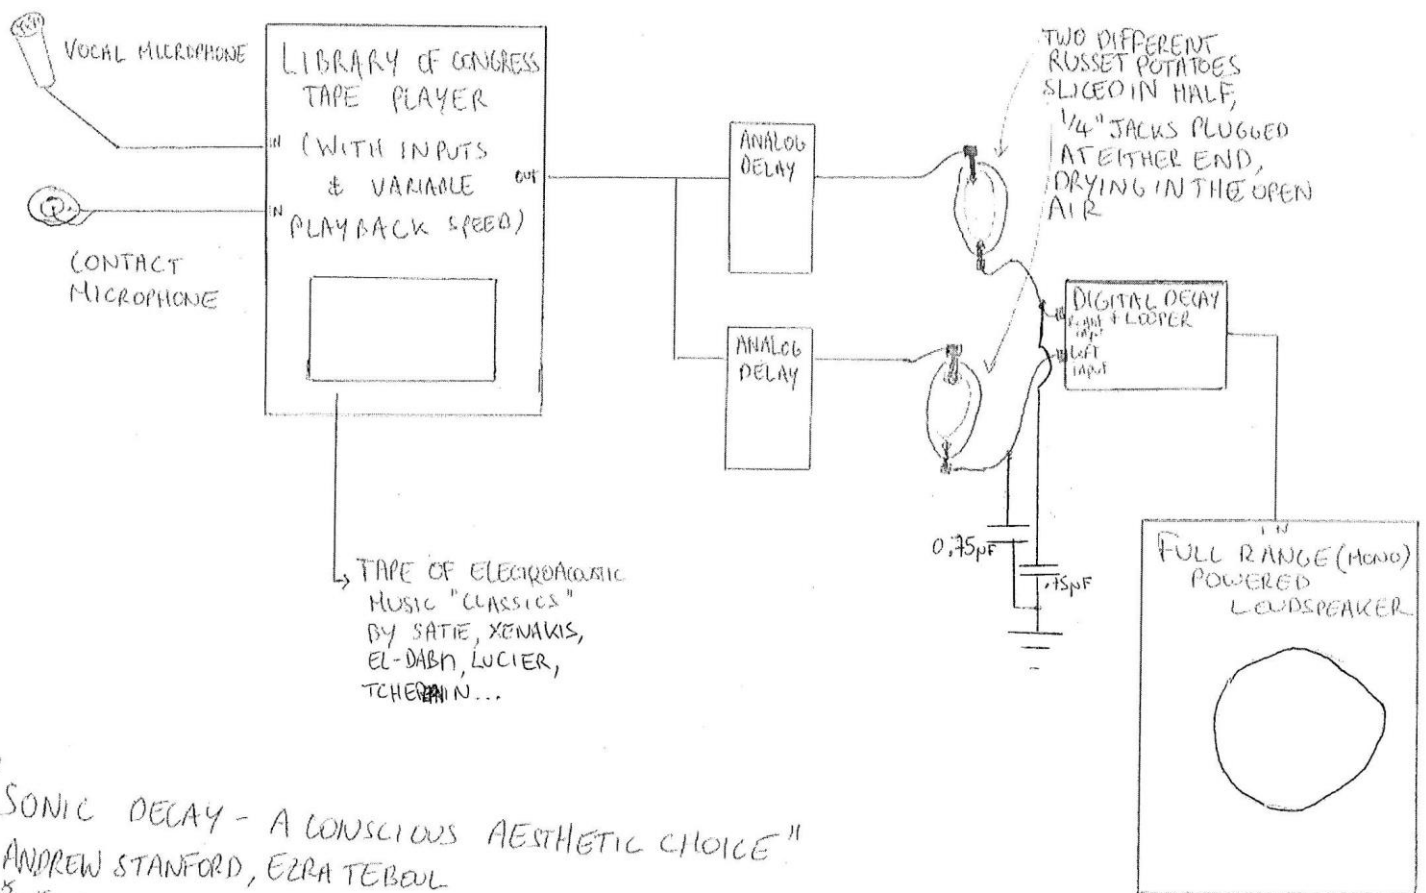 VOCAL MICROPHONE
CONTACT
MICROPHONE
LIBRARY OF CONGRESS
TAPE PLAYER
(WITH INPUTS
& VARIABLE
PLAYBACK SPEED)
IN
IN
OUT
TAPE OF ELECTROACOUSTIC
MUSIC "CLASSICS"
BY SATIE, XENAKIS,
EL-DABH, LUCIER,
ANALOG
DELAY
ANALOG
DELAY
TWO DIFFERENT
RUSSET POTATOES
SLICED IN HALF,
1/4" JACKS PLUGGED
AT EITHER END,
DRYING IN THE OPEN
AIR
DIGITAL DELAY
+ LOOPER
RIGHT
INPUT
LEFT
INPUT
0,75µF
,75µF
IN
FULL RANGE (MONO)
POWERED
LOUDSPEAKER
SONIC DECAY - A CONSCIOUS AESTHETIC CHOICE"
ANDREW STANFORD, EZRA TEBOUL